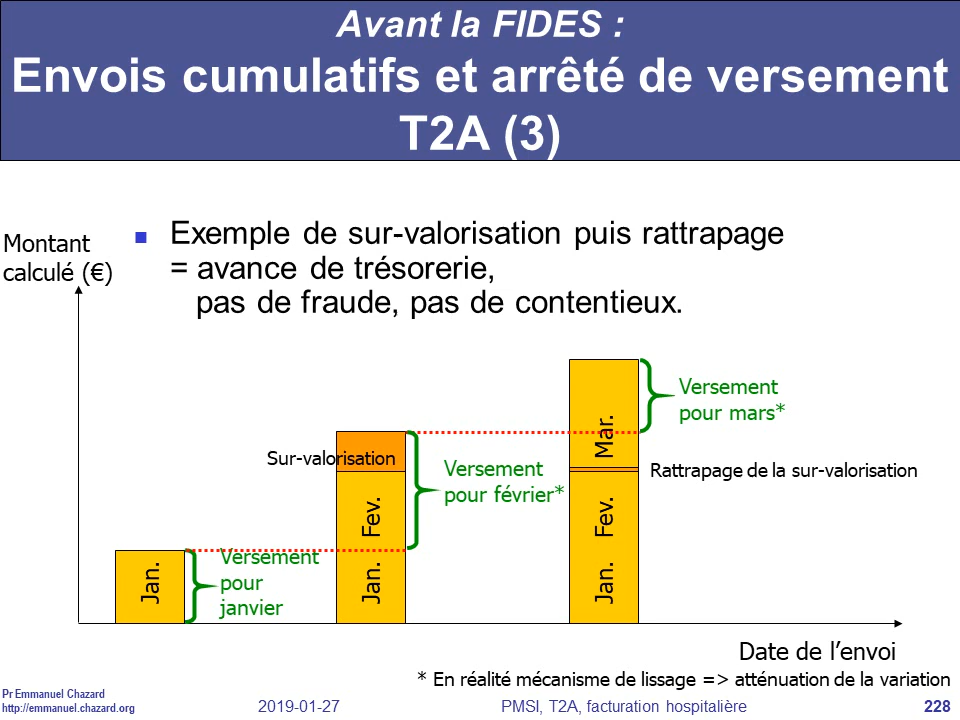 Avant la FIDES :
Envois cumulatifs et arrêté de versement
T2A (3)
Exemple de sur-valorisation puis rattrapage
= avance de trésorerie,
pas de fraude, pas de contentieux.
Montant
calculé (€)
Jan.
Versement
pour
janvier
Sur-valorisation
Jan. Fev.
Versement
pour février*
Jan. Fev. Mar.
Versement
pour mars*
Rattrapage de la sur-valorisation
Date de l’envoi
* En réalité mécanisme de lissage => atténuation de la variation
Pr Emmanuel Chazard
http://emmanuel.chazard.org
2019-01-27
PMSI, T2A, facturation hospitalière
228